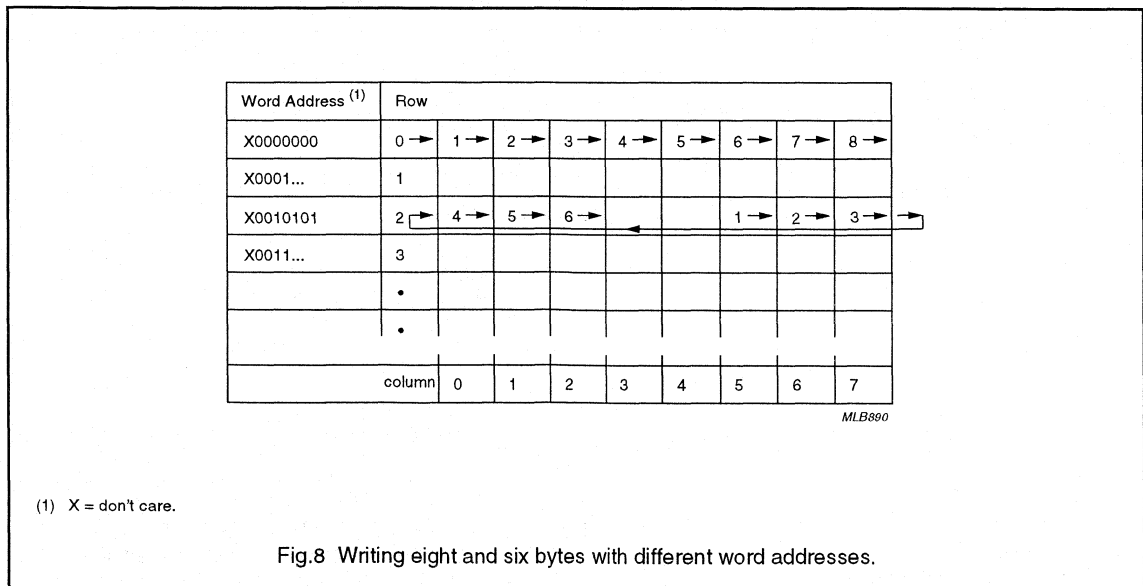 Word Address (1) Row
X0000000 0 1 2 3 4 5 6 7 8
X0001... 1
X0010101 2 4 5 6 1 2 3
X0011... 3
•
•
column 0 1 2 3 4 5 6 7
MLB890
(1) X = don't care.
Fig.8 Writing eight and six bytes with different word addresses.